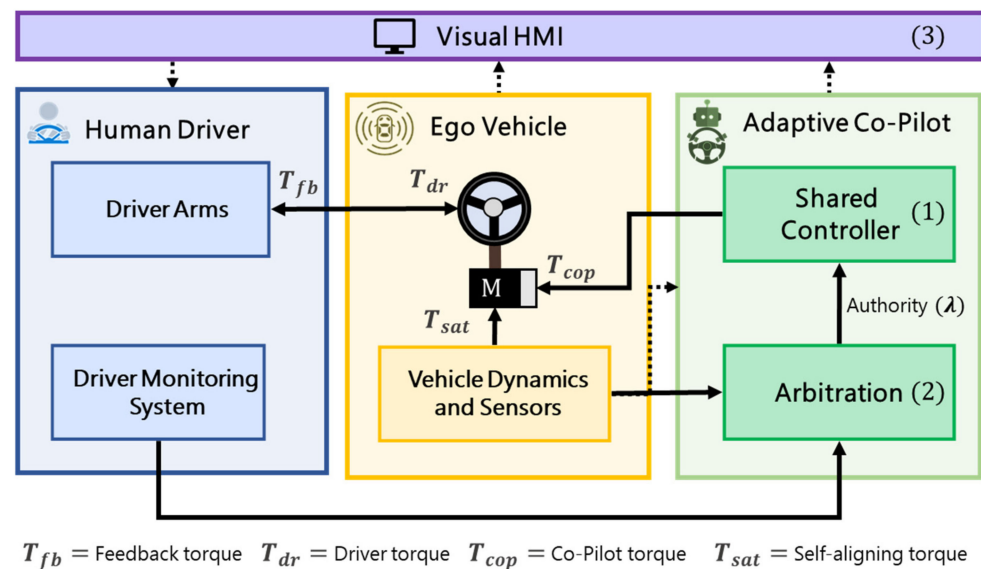 Visual HMI (3)
Human Driver
Ego Vehicle
Adaptive Co-Pilot
T_fb
T_dr
Driver Arms
Shared
Controller (1)
T_cop
M
T_sat
Authority (λ)
Driver Monitoring
System
Vehicle Dynamics
and Sensors
Arbitration (2)
T_fb = Feedback torque T_dr = Driver torque T_cop = Co-Pilot torque T_sat = Self-aligning torque